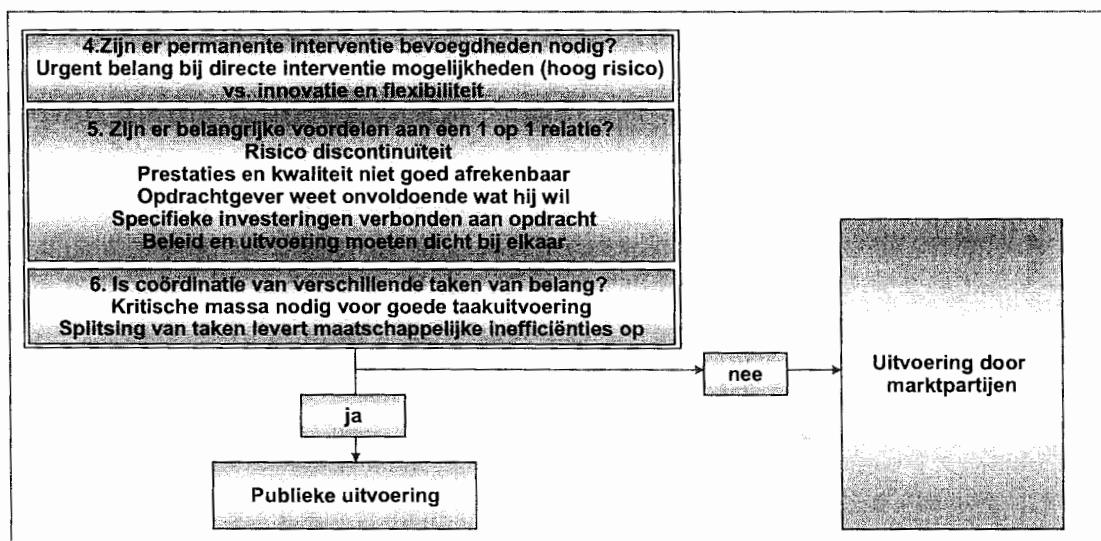 4.Zijn er permanente interventie bevoegdheden nodig?
Urgent belang bij directe interventie mogelijkheden (hoog risico)
vs. innovatie en flexibiliteit
5. Zijn er belangrijke voordelen aan een 1 op 1 relatie?
Risico discontinuïteit
Prestaties en kwaliteit niet goed afrekenbaar
Opdrachtgever weet onvoldoende wat hij wil
Specifieke investeringen verbonden aan opdracht
Beleid en uitvoering moeten dicht bij elkaar
6. Is coördinatie van verschillende taken van belang?
Kritische massa nodig voor goede taakuitvoering
Splitsing van taken levert maatschappelijke inefficiënties op
nee
Uitvoering door
marktpartijen
ja
Publieke uitvoering